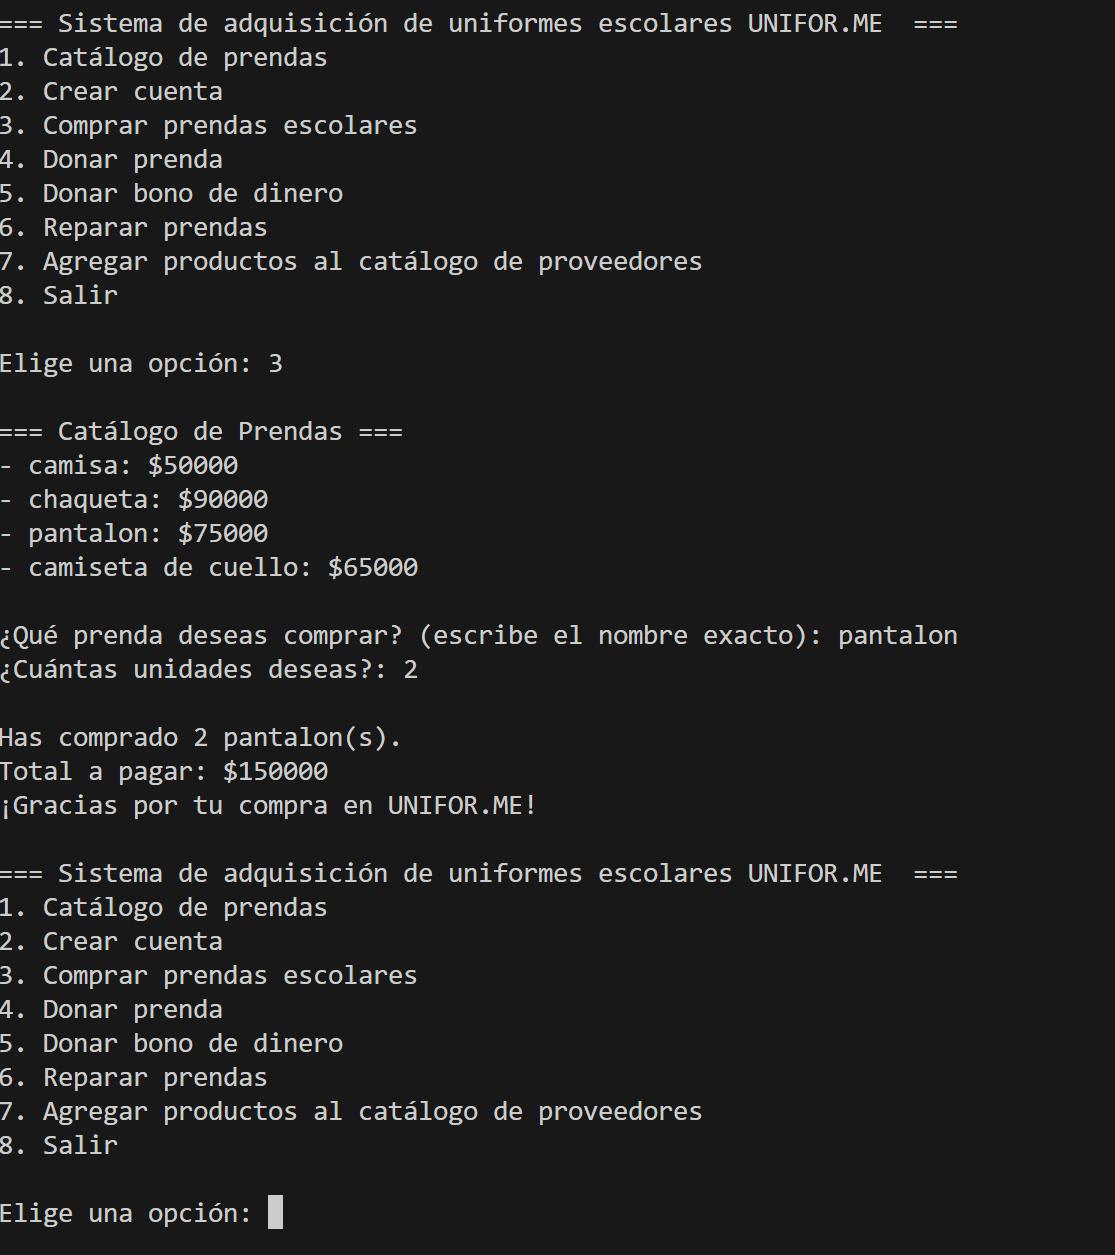 === Sistema de adquisición de uniformes escolares UNIFOR.ME  ===
1. Catálogo de prendas
2. Crear cuenta
3. Comprar prendas escolares
4. Donar prenda
5. Donar bono de dinero
6. Reparar prendas
7. Agregar productos al catálogo de proveedores
8. Salir

Elige una opción: 3

=== Catálogo de Prendas ===
- camisa: $50000
- chaqueta: $90000
- pantalon: $75000
- camiseta de cuello: $65000

¿Qué prenda deseas comprar? (escribe el nombre exacto): pantalon
¿Cuántas unidades deseas?: 2

Has comprado 2 pantalon(s).
Total a pagar: $150000
¡Gracias por tu compra en UNIFOR.ME!

=== Sistema de adquisición de uniformes escolares UNIFOR.ME  ===
1. Catálogo de prendas
2. Crear cuenta
3. Comprar prendas escolares
4. Donar prenda
5. Donar bono de dinero
6. Reparar prendas
7. Agregar productos al catálogo de proveedores
8. Salir

Elige una opción: